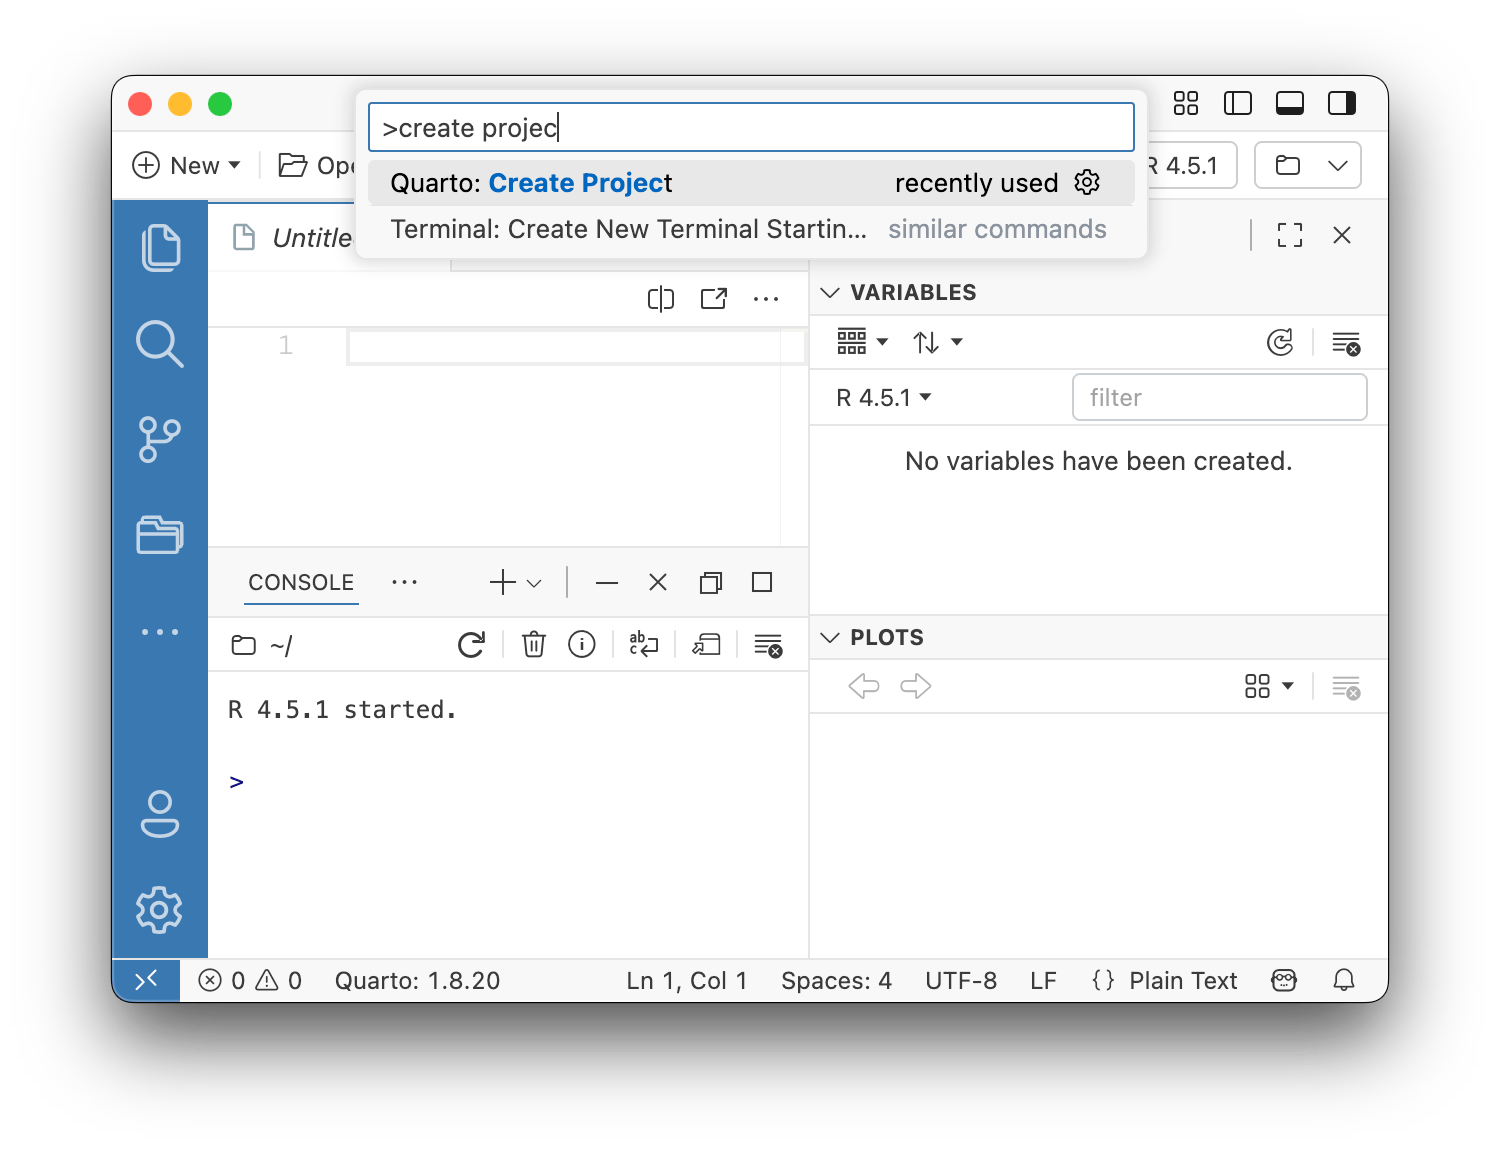 >create projec
Quarto: Create Project recently used
Terminal: Create New Terminal Startin... similar commands
New
R 4.5.1
VARIABLES
1
R 4.5.1
filter
No variables have been created.
CONSOLE
~/
PLOTS
R 4.5.1 started.
>
0 0 Quarto: 1.8.20 Ln 1, Col 1 Spaces: 4 UTF-8 LF {} Plain Text